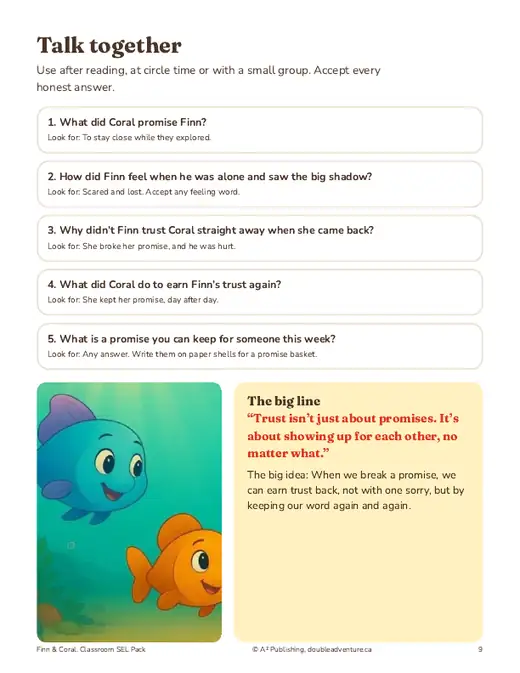 Talk together
Use after reading, at circle time or with a small group. Accept every
honest answer.
1. What did Coral promise Finn?
Look for: To stay close while they explored.
2. How did Finn feel when he was alone and saw the big shadow?
Look for: Scared and lost. Accept any feeling word.
3. Why didn't Finn trust Coral straight away when she came back?
Look for: She broke her promise, and he was hurt.
4. What did Coral do to earn Finn's trust again?
Look for: She kept her promise, day after day.
5. What is a promise you can keep for someone this week?
Look for: Any answer. Write them on paper shells for a promise basket.
The big line
“Trust isn't just about promises. It's
about showing up for each other, no
matter what.”
The big idea: When we break a promise, we
can earn trust back, not with one sorry, but by
keeping our word again and again.
Finn & Coral. Classroom SEL Pack
© A² Publishing, doubleadventure.ca
9